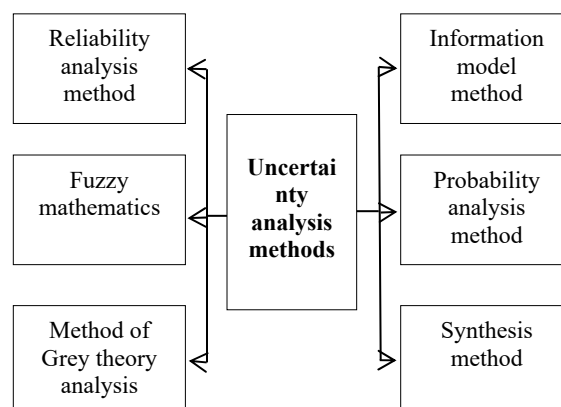 Reliability
analysis
method
Fuzzy
mathematics
Method of
Grey theory
analysis
Uncertai
nty
analysis
methods
Information
model
method
Probability
analysis
method
Synthesis
method